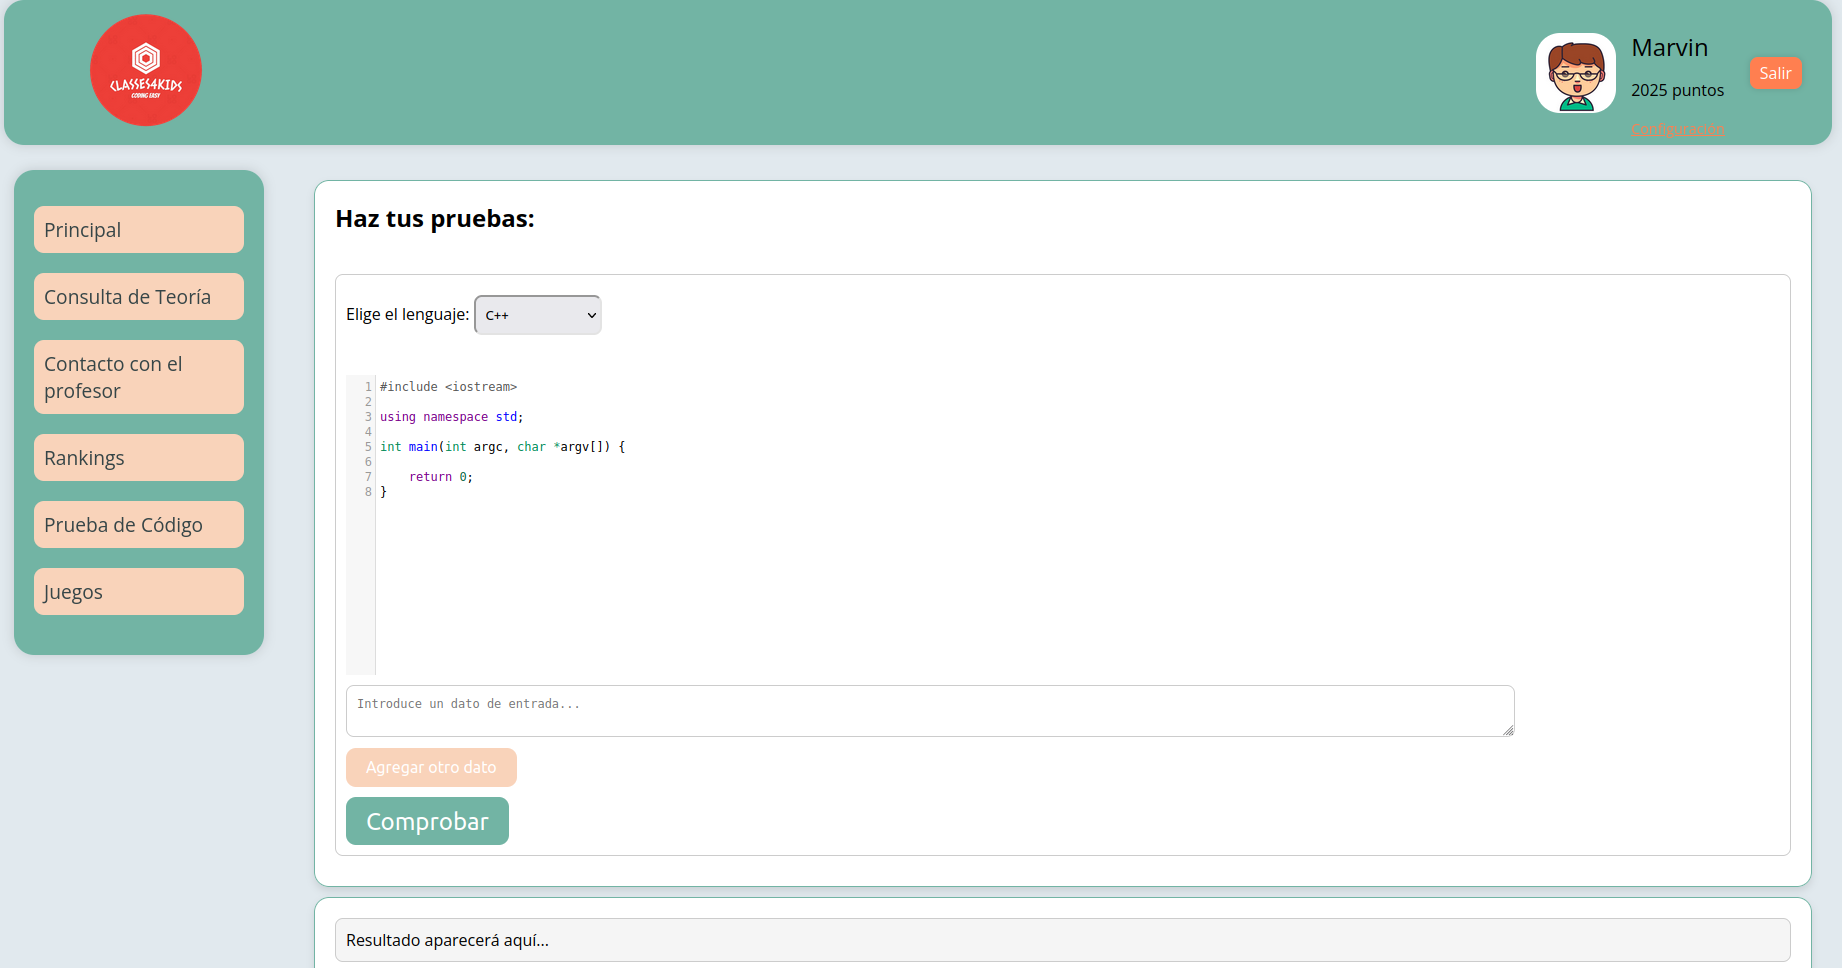 CLASSES4KIDS
CODING EASY
Marvin
2025 puntos
Configuración
Salir
Principal
Consulta de Teoría
Contacto con el
profesor
Rankings
Prueba de Código
Juegos
Haz tus pruebas:
Elige el lenguaje: C++
1 #include <iostream>
2
3 using namespace std;
4
5 int main(int argc, char *argv[]) {
6
7     return 0;
8 }
Introduce un dato de entrada...
Agregar otro dato
Comprobar
Resultado aparecerá aquí...